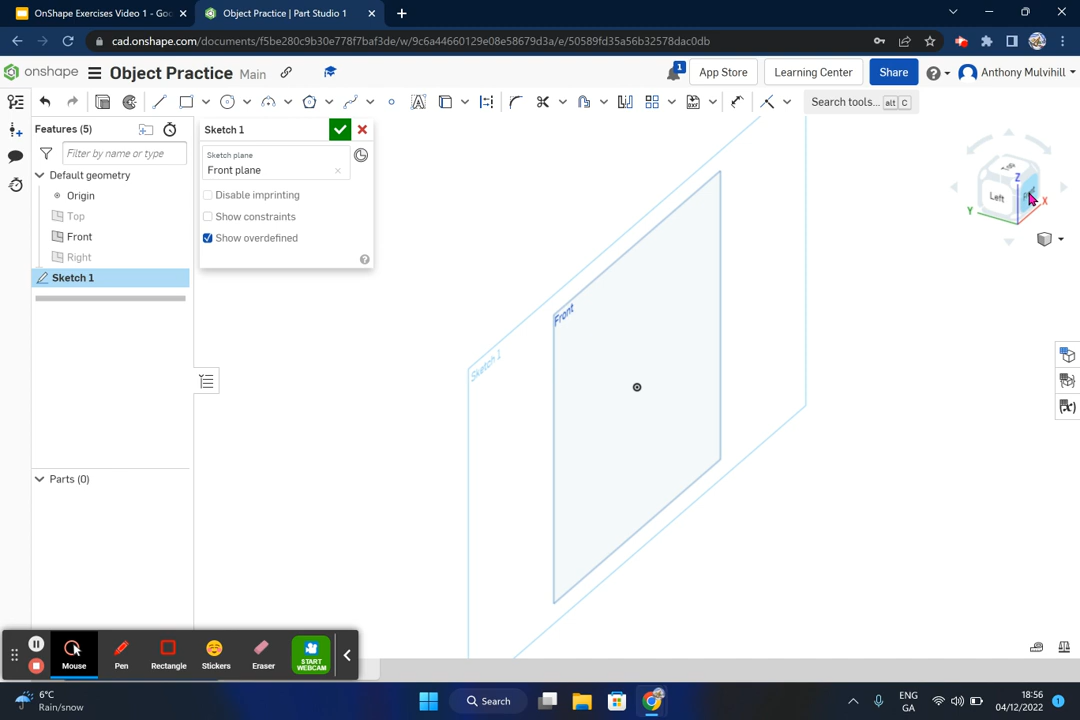 OnShape Exercises Video 1 - Goo
Object Practice | Part Studio 1
cad.onshape.com/documents/f5be280c9b30e778f7baf3de/w/9c6a44660129e08e58679d3a/e/50589fd35a56b32578dac0db
onshape
Object Practice Main
1
App Store
Learning Center
Share
Anthony Mulvihill
Search tools... alt C
Features (5)
Filter by name or type
Default geometry
Origin
Top
Front
Right
Sketch 1
Parts (0)
Sketch 1
Sketch plane
Front plane
Disable imprinting
Show constraints
Show overdefined
Front
Sketch 1
Top
Left
Z
X
Y
Mouse
Pen
Rectangle
Stickers
Eraser
START
WEBCAM
6°C
Rain/snow
Search
ENG
GA
18:56
04/12/2022
1